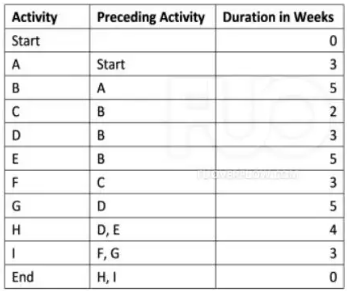 Activity Preceding Activity Duration in Weeks
Start 0
A Start 3
B A 5
C B 2
D B 3
E B 5
F C 3
G D 5
H D, E 4
I F, G 3
End H, I 0